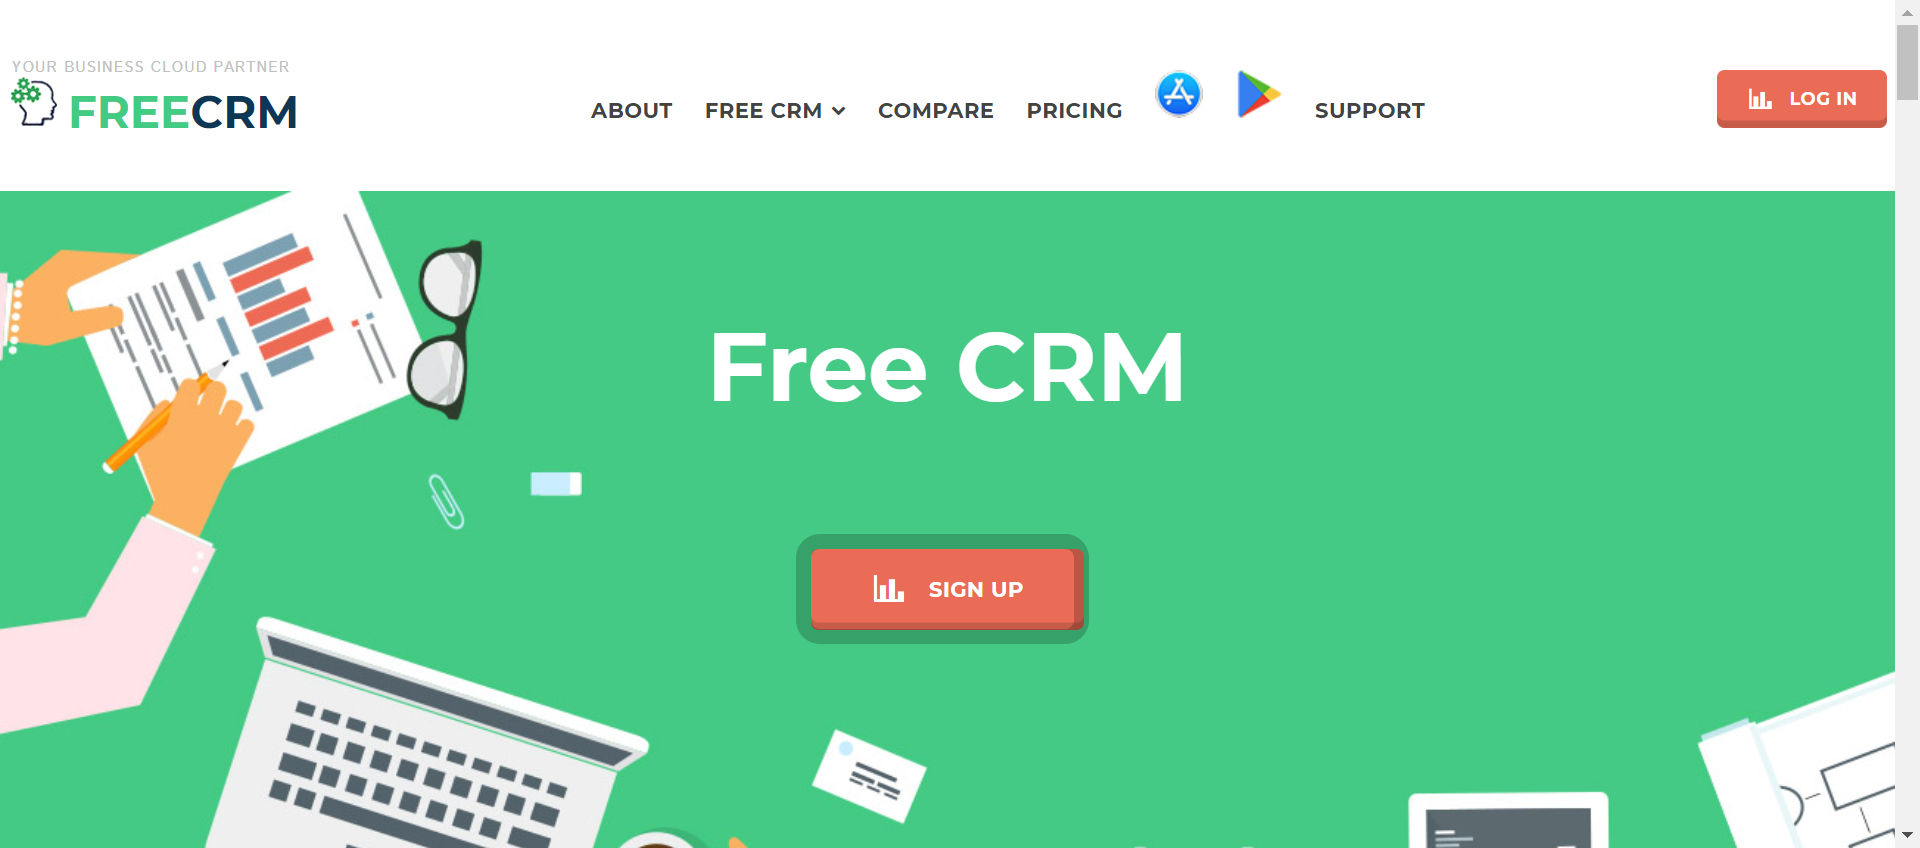 YOUR BUSINESS CLOUD PARTNER
FREECRM
ABOUT FREE CRM COMPARE PRICING SUPPORT
LOG IN
Free CRM
SIGN UP